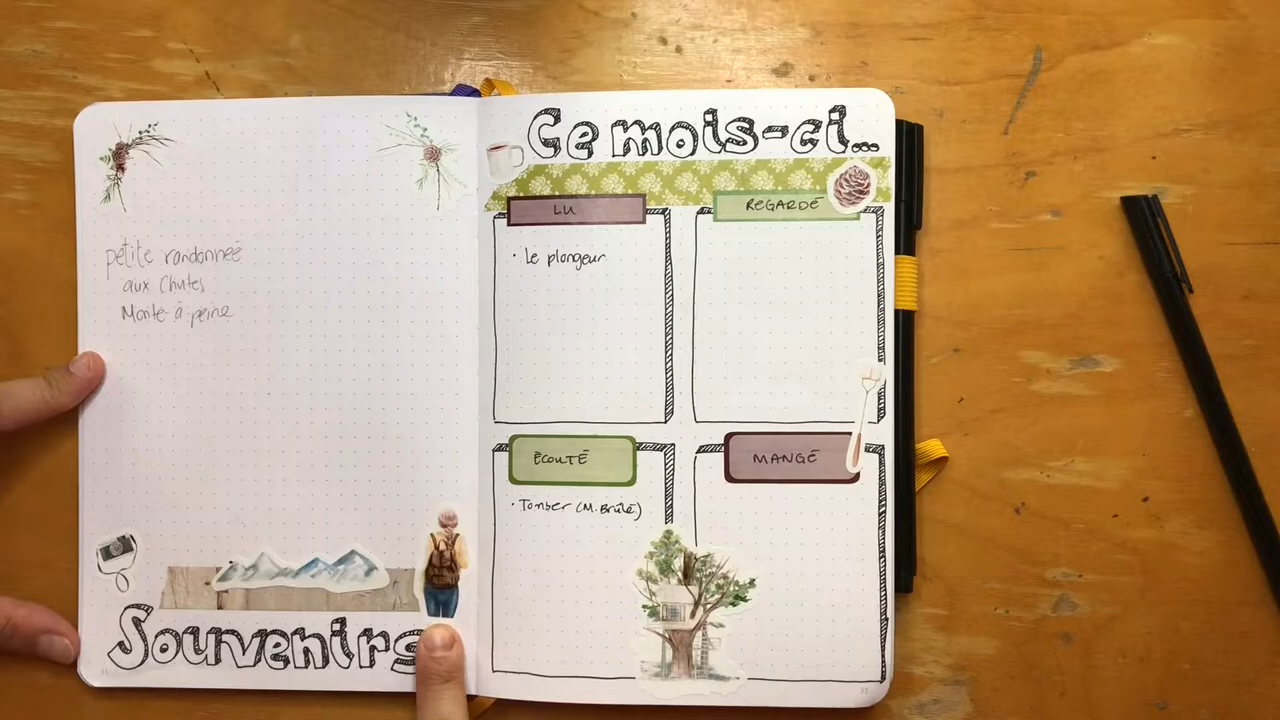 petite randonnée
aux Chutes
Monte-à-peine
Souvenirs
Ce mois-ci...
LU
• Le plongeur
REGARDÉ
ÉCOUTÉ
• Tomber (M. Brûlé)
MANGÉ